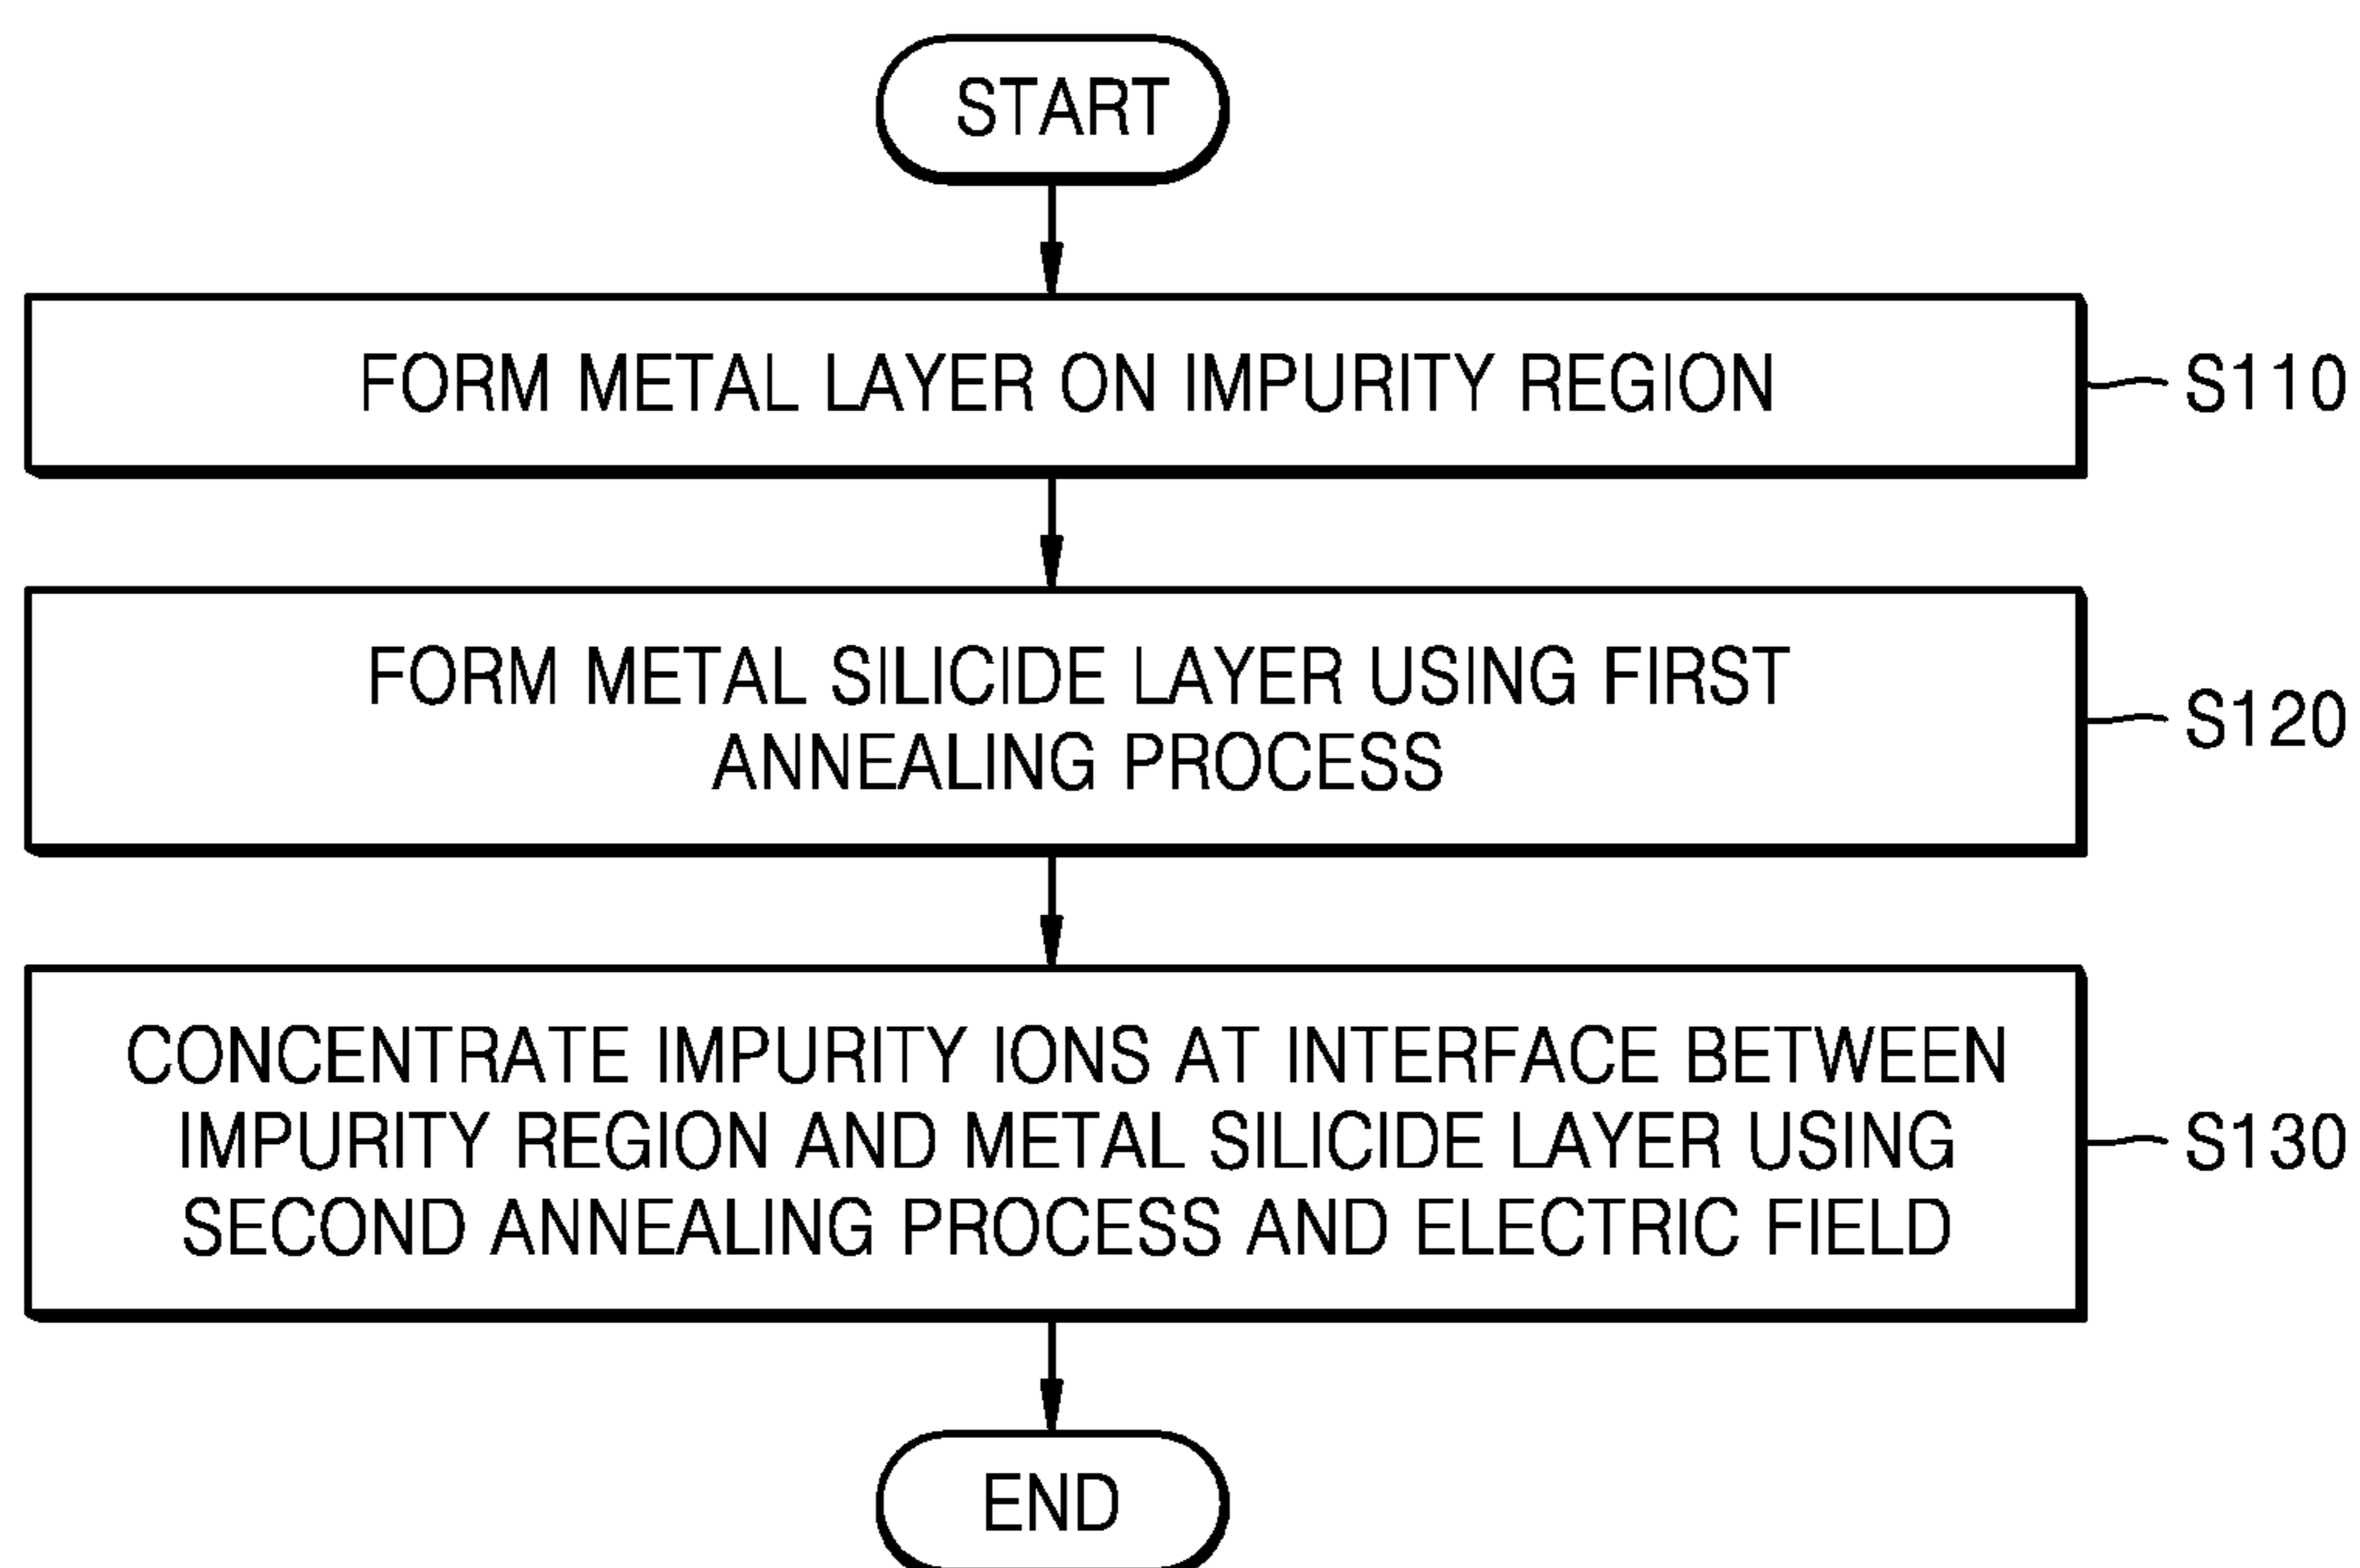 START
FORM METAL LAYER ON IMPURITY REGION
S110
FORM METAL SILICIDE LAYER USING FIRST
ANNEALING PROCESS
S120
CONCENTRATE IMPURITY IONS AT INTERFACE BETWEEN
IMPURITY REGION AND METAL SILICIDE LAYER USING
SECOND ANNEALING PROCESS AND ELECTRIC FIELD
S130
END